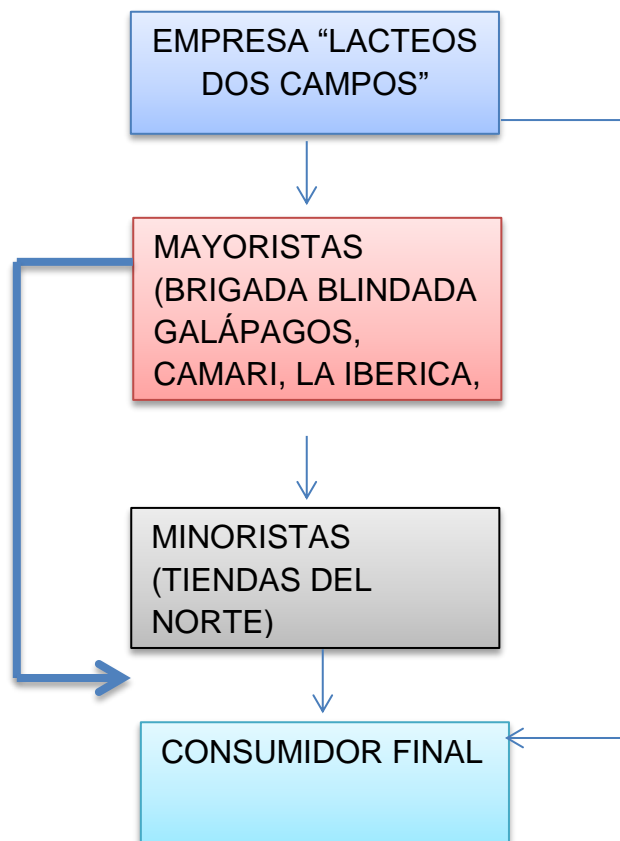 EMPRESA “LACTEOS
DOS CAMPOS”
MAYORISTAS
(BRIGADA BLINDADA
GALÁPAGOS,
CAMARI, LA IBERICA,
MINORISTAS
(TIENDAS DEL
NORTE)
CONSUMIDOR FINAL